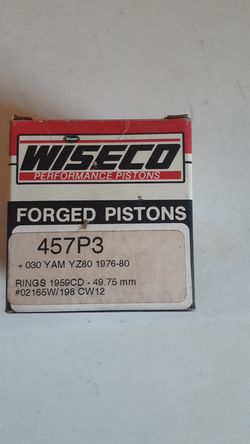 WISECO
PERFORMANCE PISTONS
FORGED PISTONS
457P3
+030 YAM YZ80 1976-80
RINGS 1959CD - 49.75 mm
#02165W/198 CW12